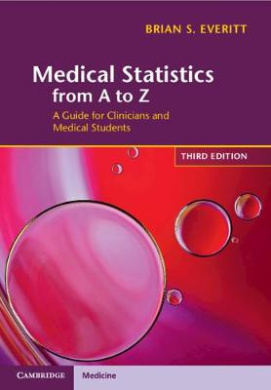 BRIAN S. EVERITT
Medical Statistics
from A to Z
A Guide for Clinicians and
Medical Students
THIRD EDITION
CAMBRIDGE
Medicine